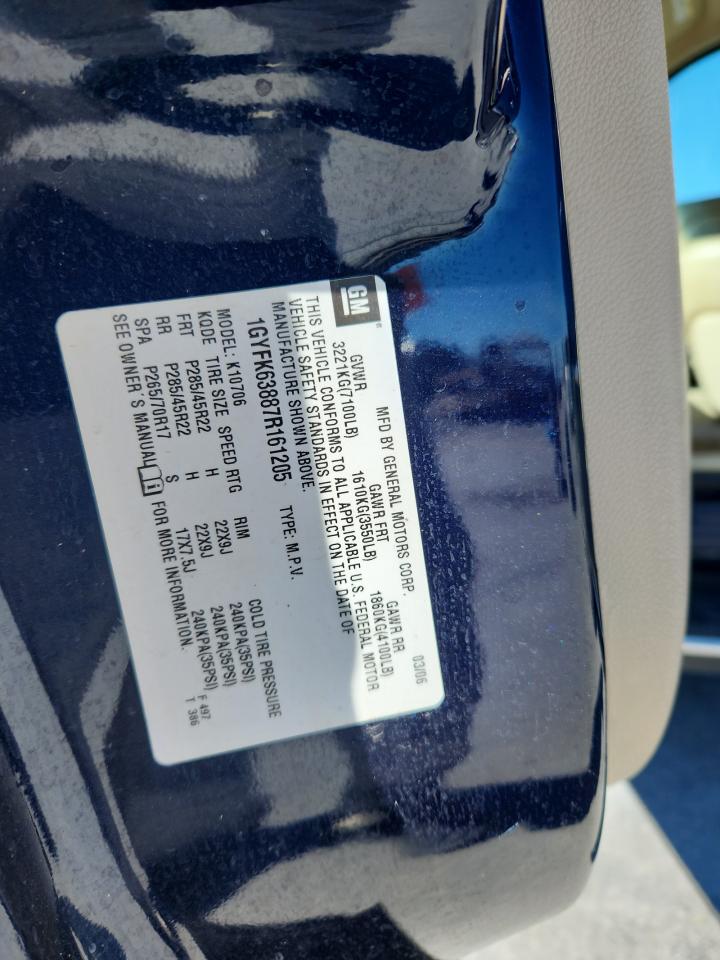 GM
MFD BY GENERAL MOTORS CORP. 03/06
GVWR GAWR FRT GAWR RR
3221KG(7100LB) 1610KG(3550LB) 1860KG(4100LB)
THIS VEHICLE CONFORMS TO ALL APPLICABLE U.S. FEDERAL MOTOR
VEHICLE SAFETY STANDARDS IN EFFECT ON THE DATE OF
MANUFACTURE SHOWN ABOVE.
1GYFK63887R161205 TYPE: M.P.V.
MODEL: K10706
KODE TIRE SIZE SPEED RTG RIM COLD TIRE PRESSURE
FRT P285/45R22 H 22X9J 240KPA(35PSI)
RR P285/45R22 H 22X9J 240KPA(35PSI)
SPA P265/70R17 S 17X7.5J 240KPA(35PSI)
SEE OWNER'S MANUAL i FOR MORE INFORMATION.
F 497
T 386